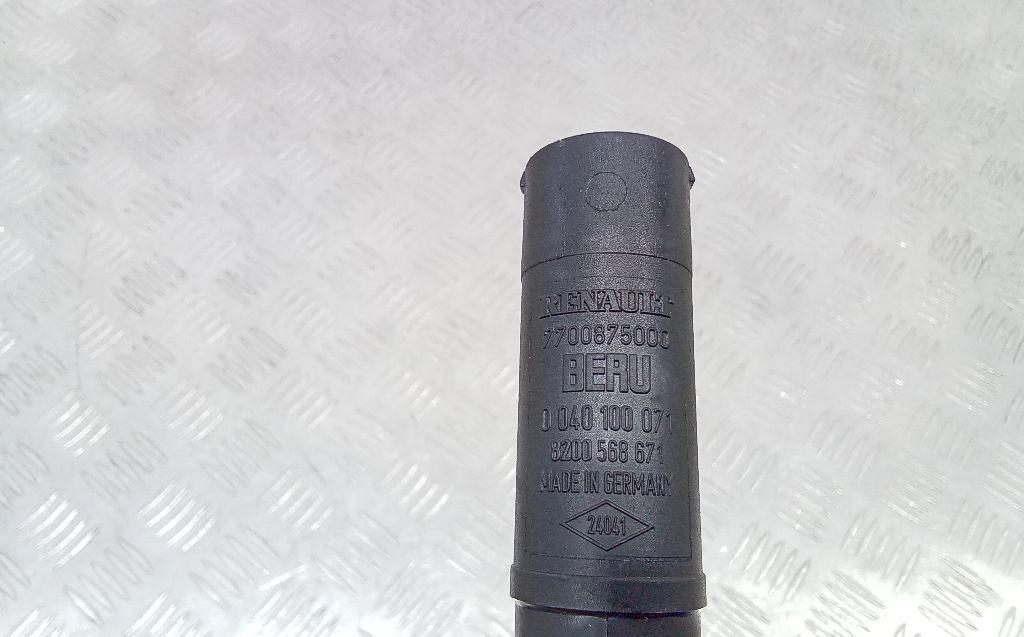 RENAULT
7700875000
BERU
0 040 100 071
8200 568 671
MADE IN GERMANY
24041